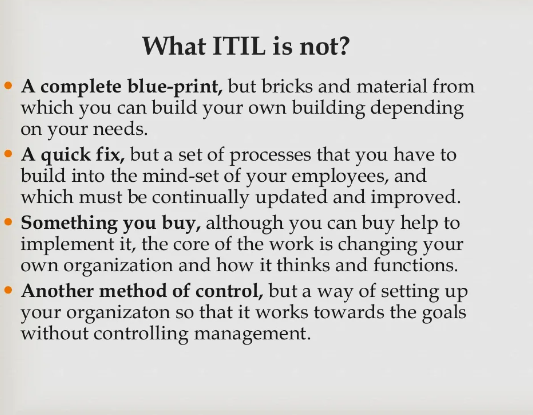 What ITIL is not?
• A complete blue-print, but bricks and material from
which you can build your own building depending
on your needs.
• A quick fix, but a set of processes that you have to
build into the mind-set of your employees, and
which must be continually updated and improved.
• Something you buy, although you can buy help to
implement it, the core of the work is changing your
own organization and how it thinks and functions.
• Another method of control, but a way of setting up
your organizaton so that it works towards the goals
without controlling management.